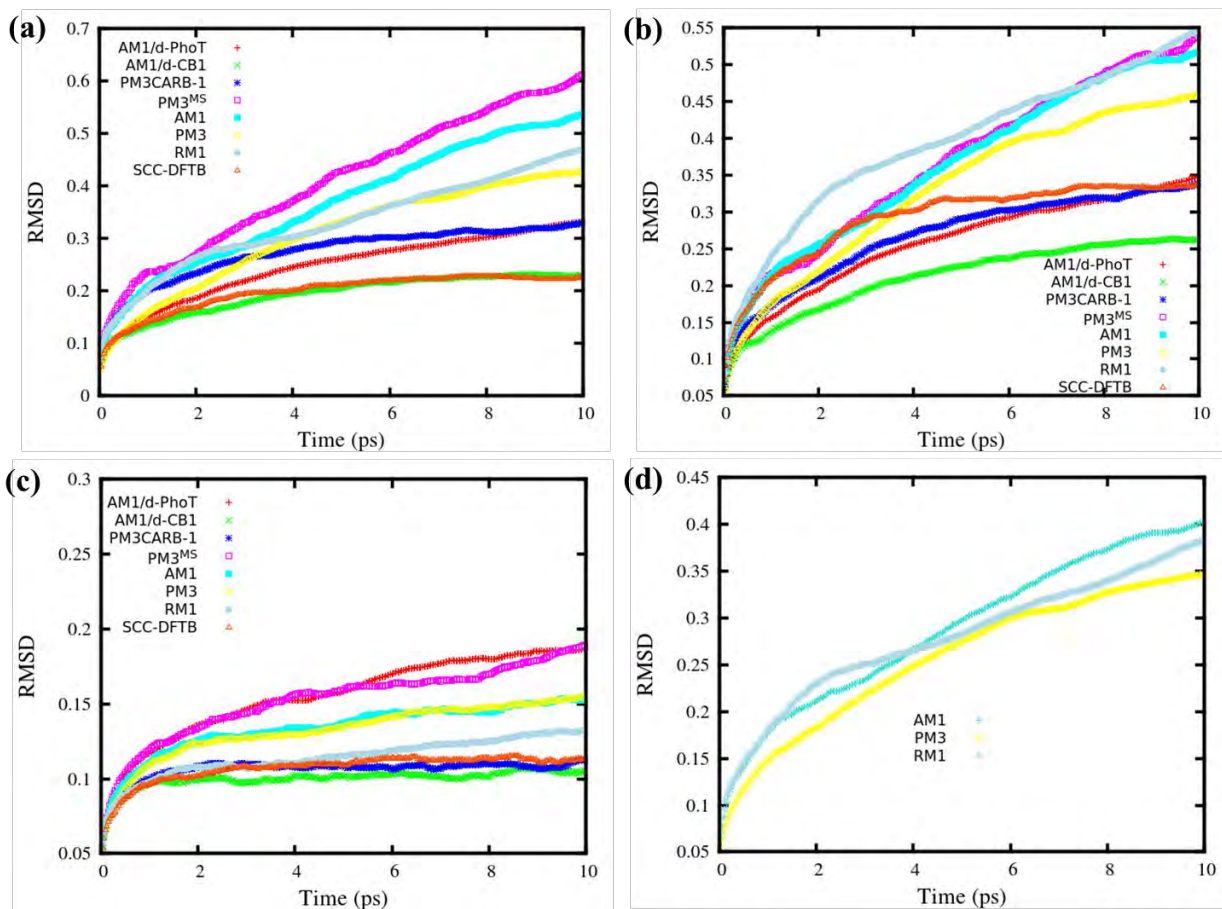 (a)
0.7
0.6
0.5
0.4
0.3
0.2
0.1
0
RMSD
AM1/d-PhoT
AM1/d-CB1
PM3CARB-1
PM3MS
AM1
PM3
RM1
SCC-DFTB
0 2 4 6 8 10
Time (ps)
(b)
0.55
0.5
0.45
0.4
0.35
0.3
0.25
0.2
0.15
0.1
0.05
RMSD
AM1/d-PhoT
AM1/d-CB1
PM3CARB-1
PM3MS
AM1
PM3
RM1
SCC-DFTB
0 2 4 6 8 10
Time (ps)
(c)
0.3
0.25
0.2
0.15
0.1
0.05
RMSD
AM1/d-PhoT
AM1/d-CB1
PM3CARB-1
PM3MS
AM1
PM3
RM1
SCC-DFTB
0 2 4 6 8 10
Time (ps)
(d)
0.45
0.4
0.35
0.3
0.25
0.2
0.15
0.1
0.05
RMSD
AM1
PM3
RM1
0 2 4 6 8 10
Time (ps)